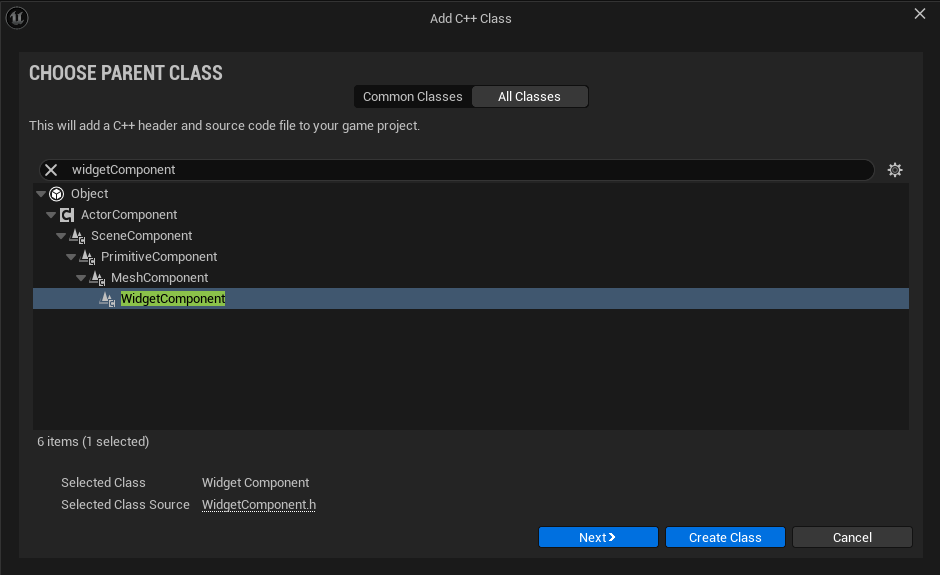 Add C++ Class
CHOOSE PARENT CLASS
Common Classes All Classes
This will add a C++ header and source code file to your game project.
widgetComponent
Object
ActorComponent
SceneComponent
PrimitiveComponent
MeshComponent
WidgetComponent
6 items (1 selected)
Selected Class Widget Component
Selected Class Source WidgetComponent.h
Next Create Class Cancel